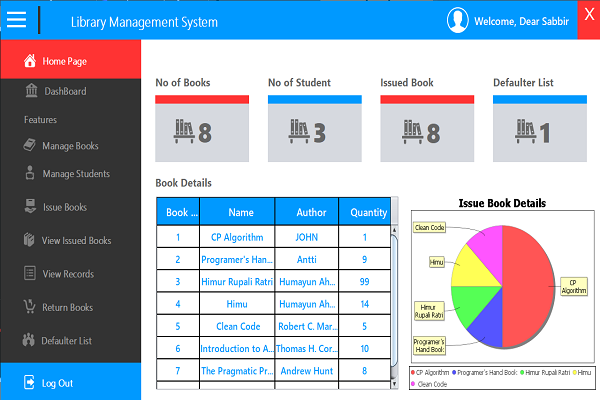 Library Management System
Welcome, Dear Sabbir
X
Home Page
DashBoard
Features
Manage Books
Manage Students
Issue Books
View Issued Books
View Records
Return Books
Defaulter List
Log Out
No of Books
No of Student
Issued Book
Defaulter List
8
3
8
1
Book Details
Book ... Name Author Quantity
1 CP Algorithm JOHN 1
2 Programer's Han... Antti 9
3 Himur Rupali Ratri Humayun Ah... 99
4 Himu Humayun Ah... 14
5 Clean Code Robert C. Mar... 5
6 Introduction to A... Thomas H. Cor... 10
7 The Pragmatic Pr... Andrew Hunt 8
Issue Book Details
Clean Code
Himu
Himur
Rupali Ratri
Programer's
Hand Book
CP
Algorithm
CP Algorithm Programer's Hand Book Himur Rupali Ratri Himu
Clean Code